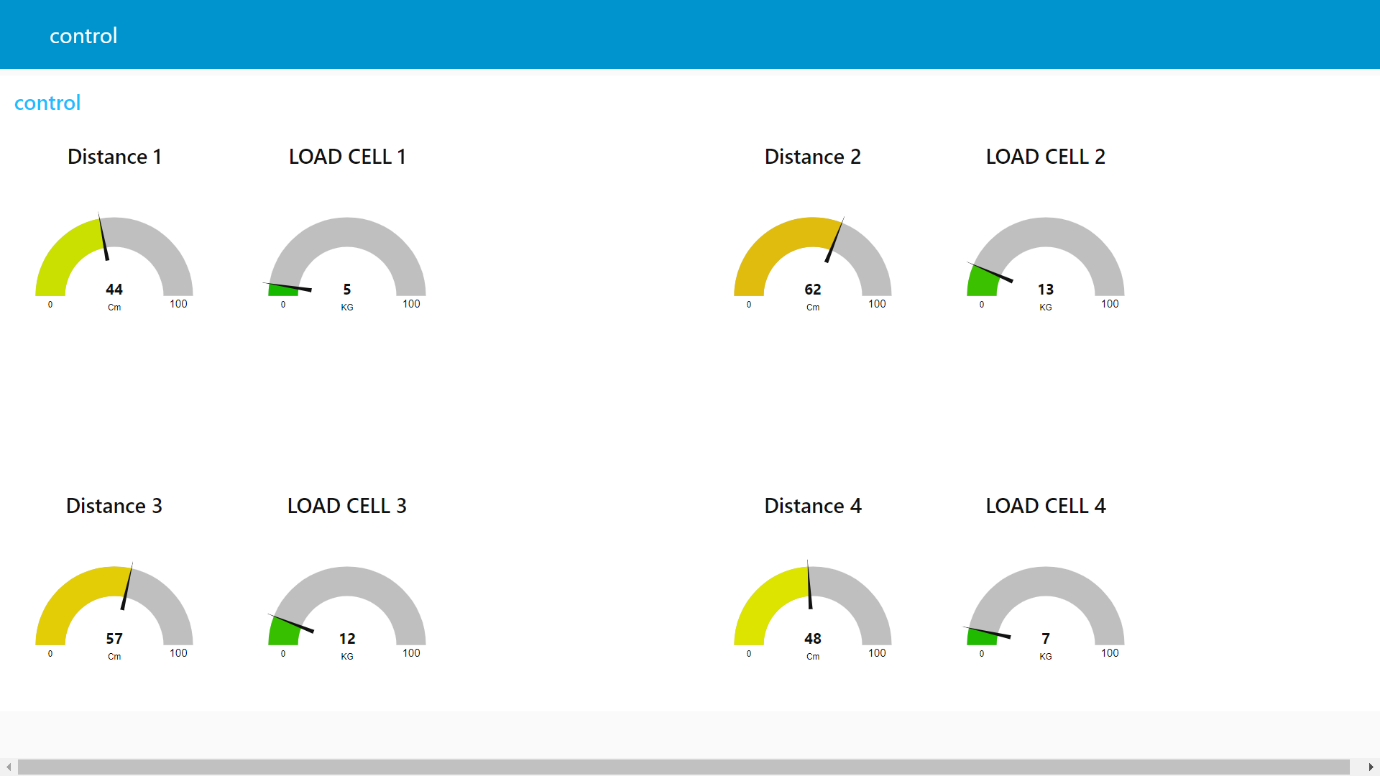 control
control
Distance 1
LOAD CELL 1
Distance 2
LOAD CELL 2
44
Cm
0
100
5
KG
0
100
62
Cm
0
100
13
KG
0
100
Distance 3
LOAD CELL 3
Distance 4
LOAD CELL 4
57
Cm
0
100
12
KG
0
100
48
Cm
0
100
7
KG
0
100